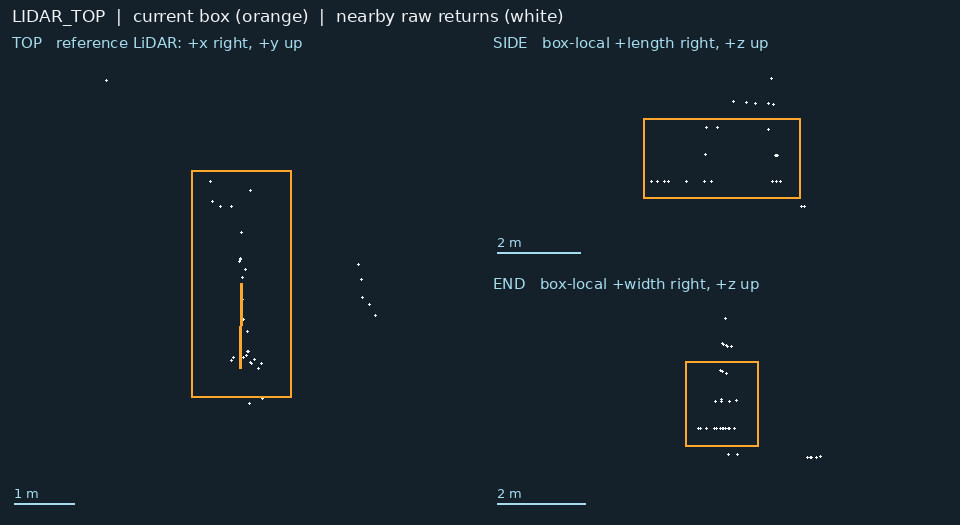 LIDAR_TOP  |  current box (orange)  |  nearby raw returns (white)
TOP   reference LiDAR: +x right, +y up
SIDE   box-local +length right, +z up
2 m
END   box-local +width right, +z up
1 m
2 m